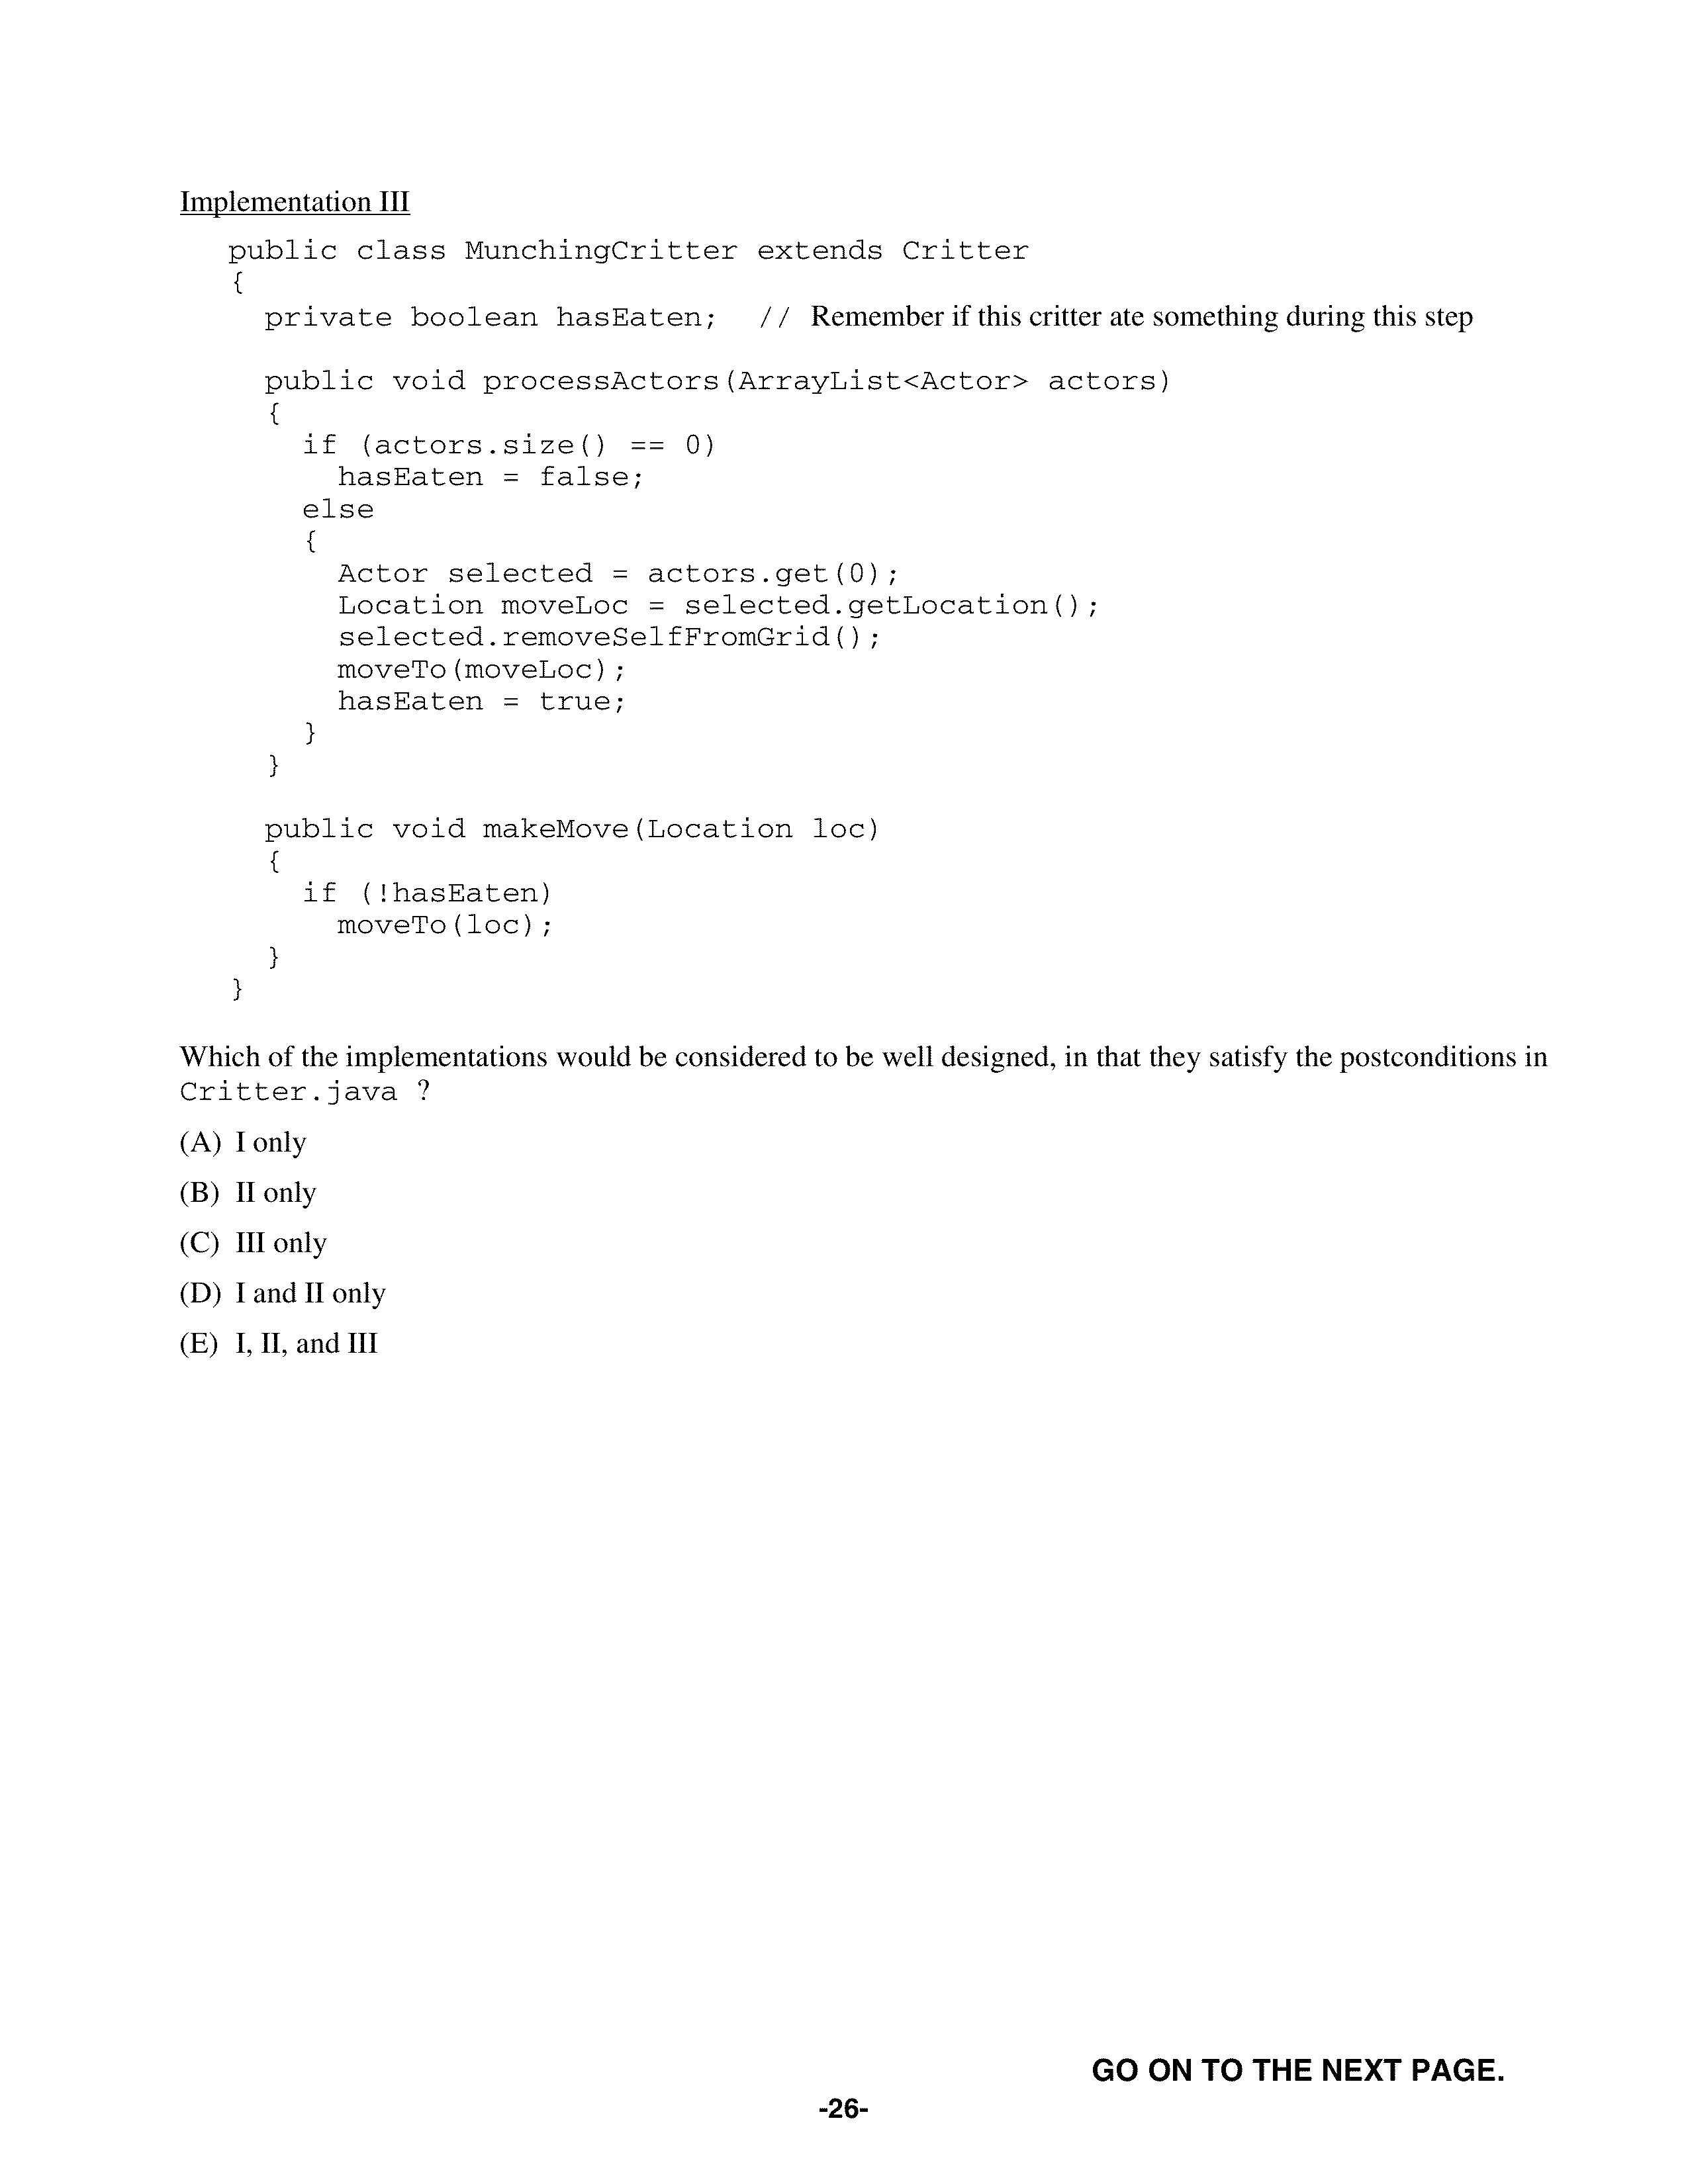 Implementation III
public class MunchingCritter extends Critter
{
private boolean hasEaten; // Remember if this critter ate something during this step
public void processActors(ArrayList<Actor> actors)
{
if (actors.size() == 0)
hasEaten = false;
else
{
Actor selected = actors.get(0);
Location moveLoc = selected.getLocation();
selected.removeSelfFromGrid();
moveTo(moveLoc);
hasEaten = true;
}
}
public void makeMove(Location loc)
{
if (!hasEaten)
moveTo(loc);
}
}
Which of the implementations would be considered to be well designed, in that they satisfy the postconditions in
Critter.java ?
(A) I only
(B) II only
(C) III only
(D) I and II only
(E) I, II, and III
GO ON TO THE NEXT PAGE.
-26-